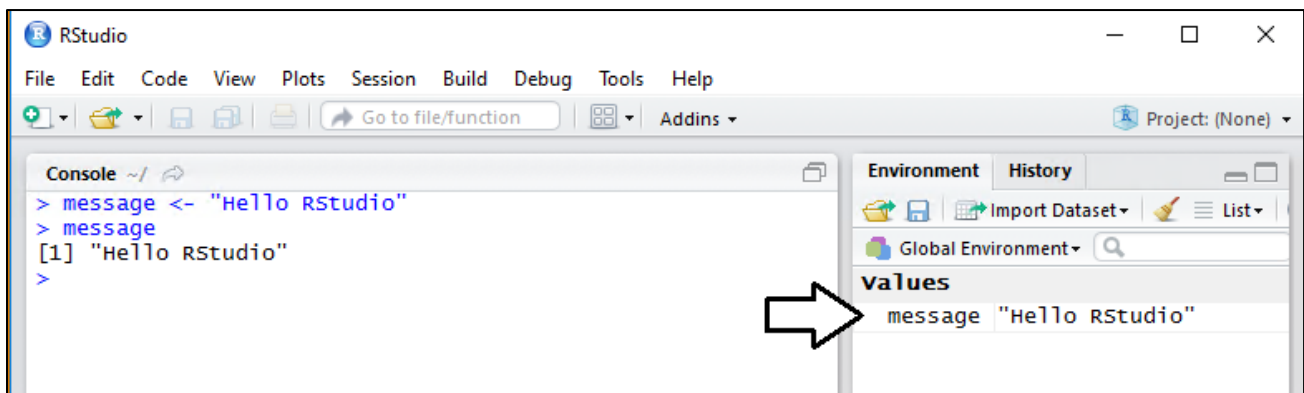 RStudio
File Edit Code View Plots Session Build Debug Tools Help
Go to file/function Addins Project: (None)
Console ~/
> message <- "Hello RStudio"
> message
[1] "Hello RStudio"
>
Environment History
Import Dataset List
Global Environment
Values
message "Hello RStudio"